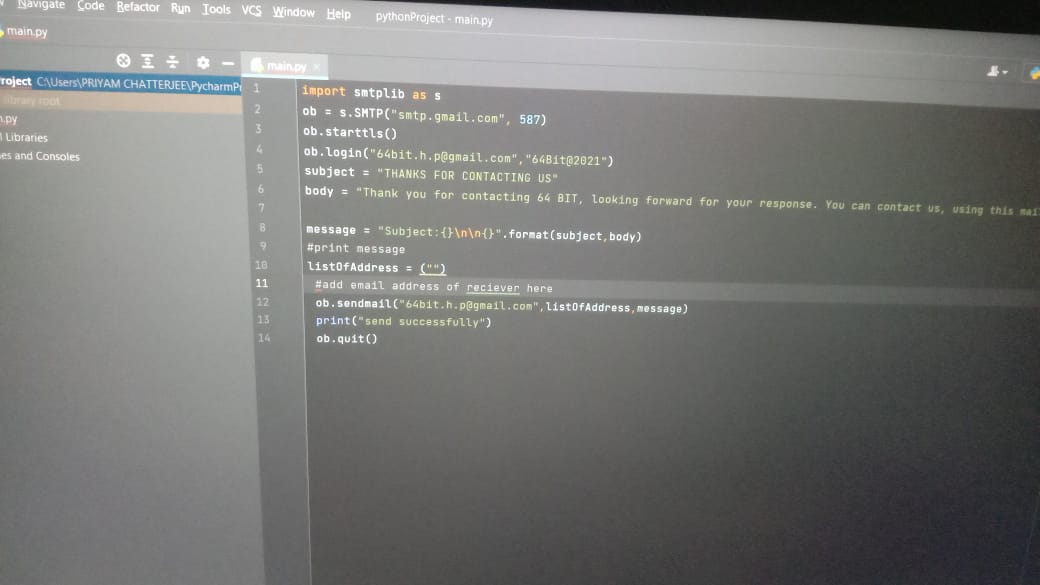 Navigate Code Refactor Run Tools VCS Window Help pythonProject - main.py
main.py
main.py
C:\Users\PRIYAM CHATTERJEE\PycharmPr
library root
Libraries
and Consoles
1 import smtplib as s
2 ob = s.SMTP("smtp.gmail.com", 587)
3 ob.starttls()
4 ob.login("64bit.h.p@gmail.com","64Bit@2021")
5 subject = "THANKS FOR CONTACTING US"
6 body = "Thank you for contacting 64 BIT, looking forward for your response. You can contact us, using this mai
7
8 message = "Subject:{}\n\n{}".format(subject,body)
9 #print message
10 listOfAddress = ("")
11 #add email address of reciever here
12 ob.sendmail("64bit.h.p@gmail.com",listOfAddress,message)
13 print("send successfully")
14 ob.quit()